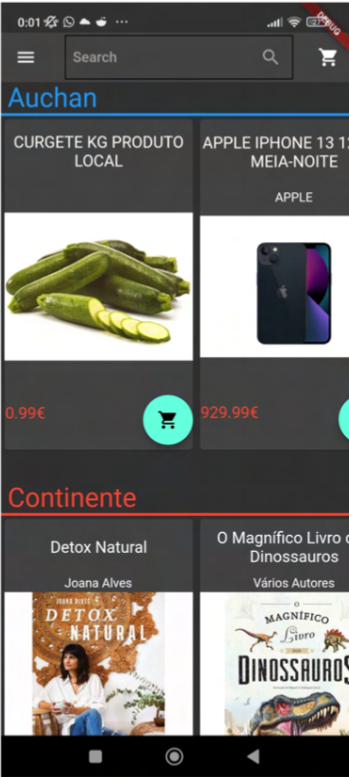 0:01
DEBUG
Search
Auchan
CURGETE KG PRODUTO
LOCAL
APPLE IPHONE 13
MEIA-NOITE
APPLE
0.99€
929.99€
Continente
Detox Natural
Joana Alves
O Magnífico Livro
Dinossauros
Vários Autores
JOANA ALVES
DETOX
NATURAL
O
MAGNÍFICO
Livro
DOS
DINOSSAUROS